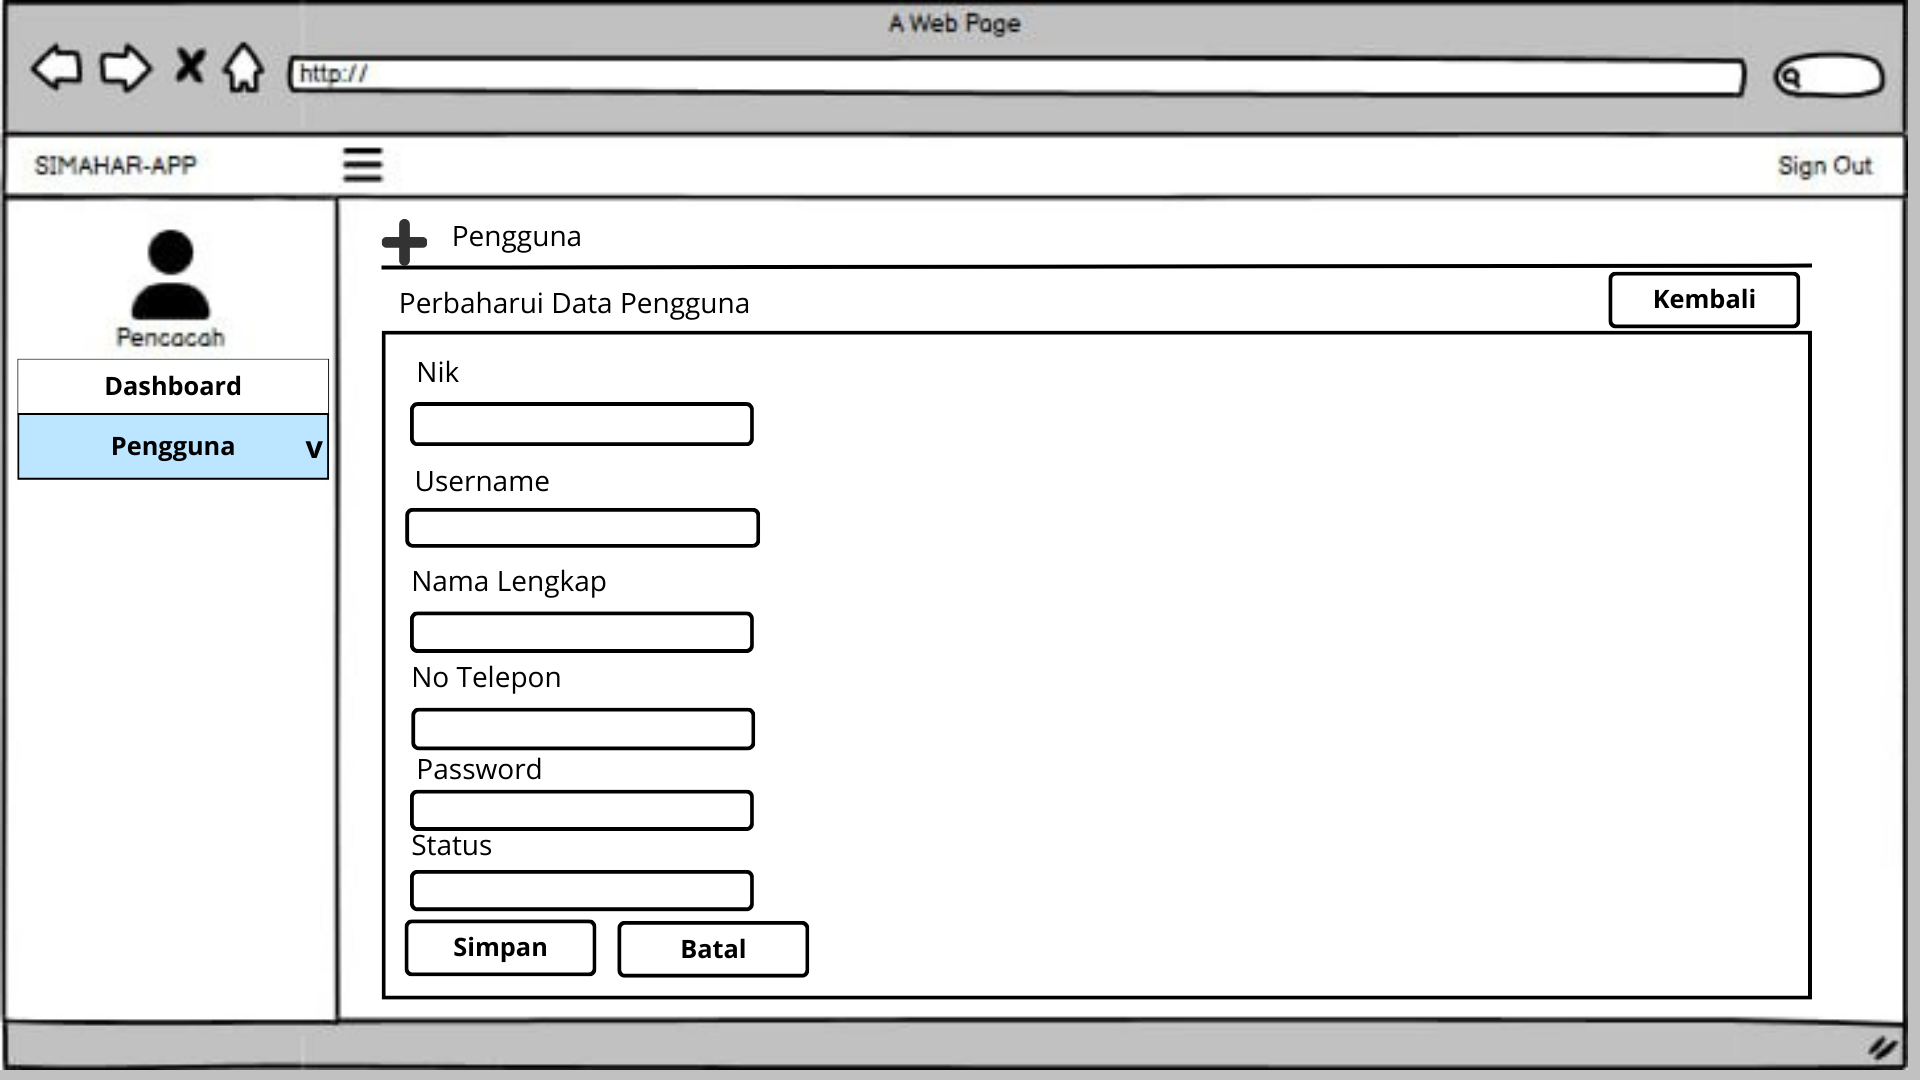 A Web Page
http://
SIMAHAR-APP
Sign Out
Pencacah
Dashboard
Pengguna v
Pengguna
Perbaharui Data Pengguna
Kembali
Nik
Username
Nama Lengkap
No Telepon
Password
Status
Simpan
Batal